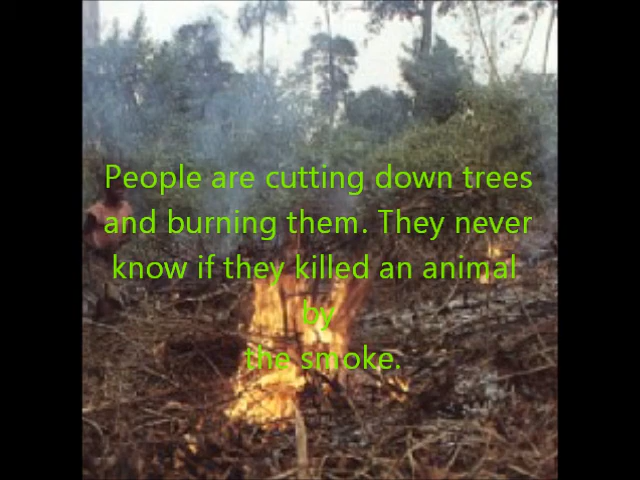 People are cutting down trees
and burning them. They never
know if they killed an animal
by
the smoke.